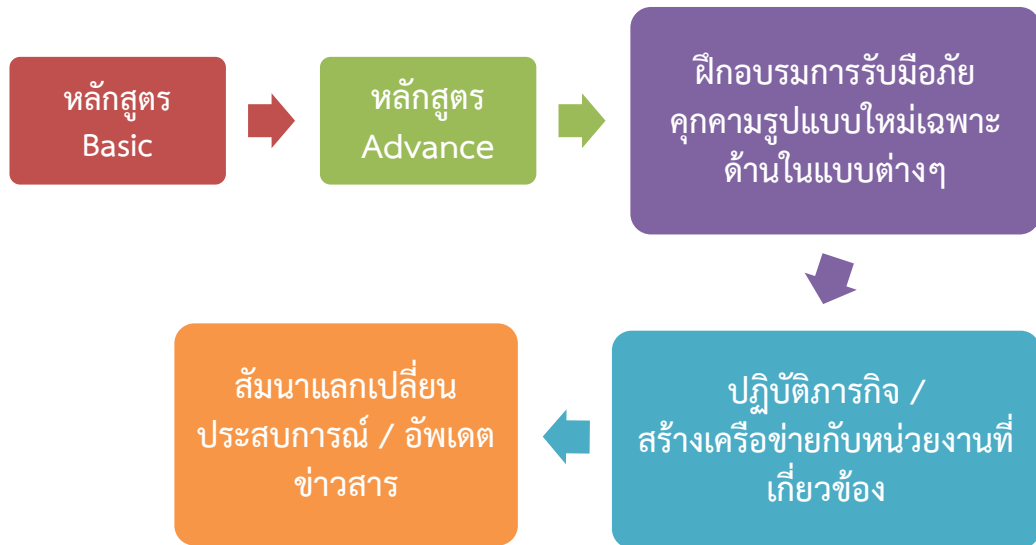 หลักสูตร
Basic
หลักสูตร
Advance
ฝึกอบรมการรับมือภัย
คุกคามรูปแบบใหม่เฉพาะ
ด้านในแบบต่างๆ
ปฏิบัติภารกิจ /
สร้างเครือข่ายกับหน่วยงานที่
เกี่ยวข้อง
สัมนาแลกเปลี่ยน
ประสบการณ์ / อัพเดต
ข่าวสาร